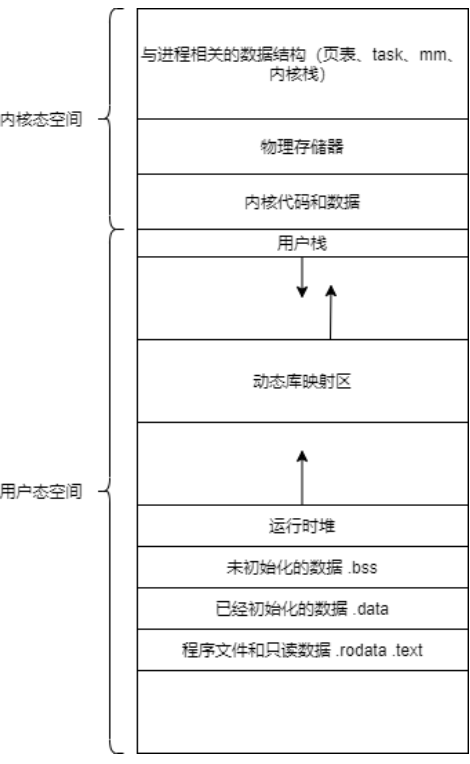 与进程相关的数据结构（页表、task、mm、
内核栈）
内核态空间
物理存储器
内核代码和数据
用户栈
动态库映射区
用户态空间
运行时堆
未初始化的数据 .bss
已经初始化的数据 .data
程序文件和只读数据 .rodata .text